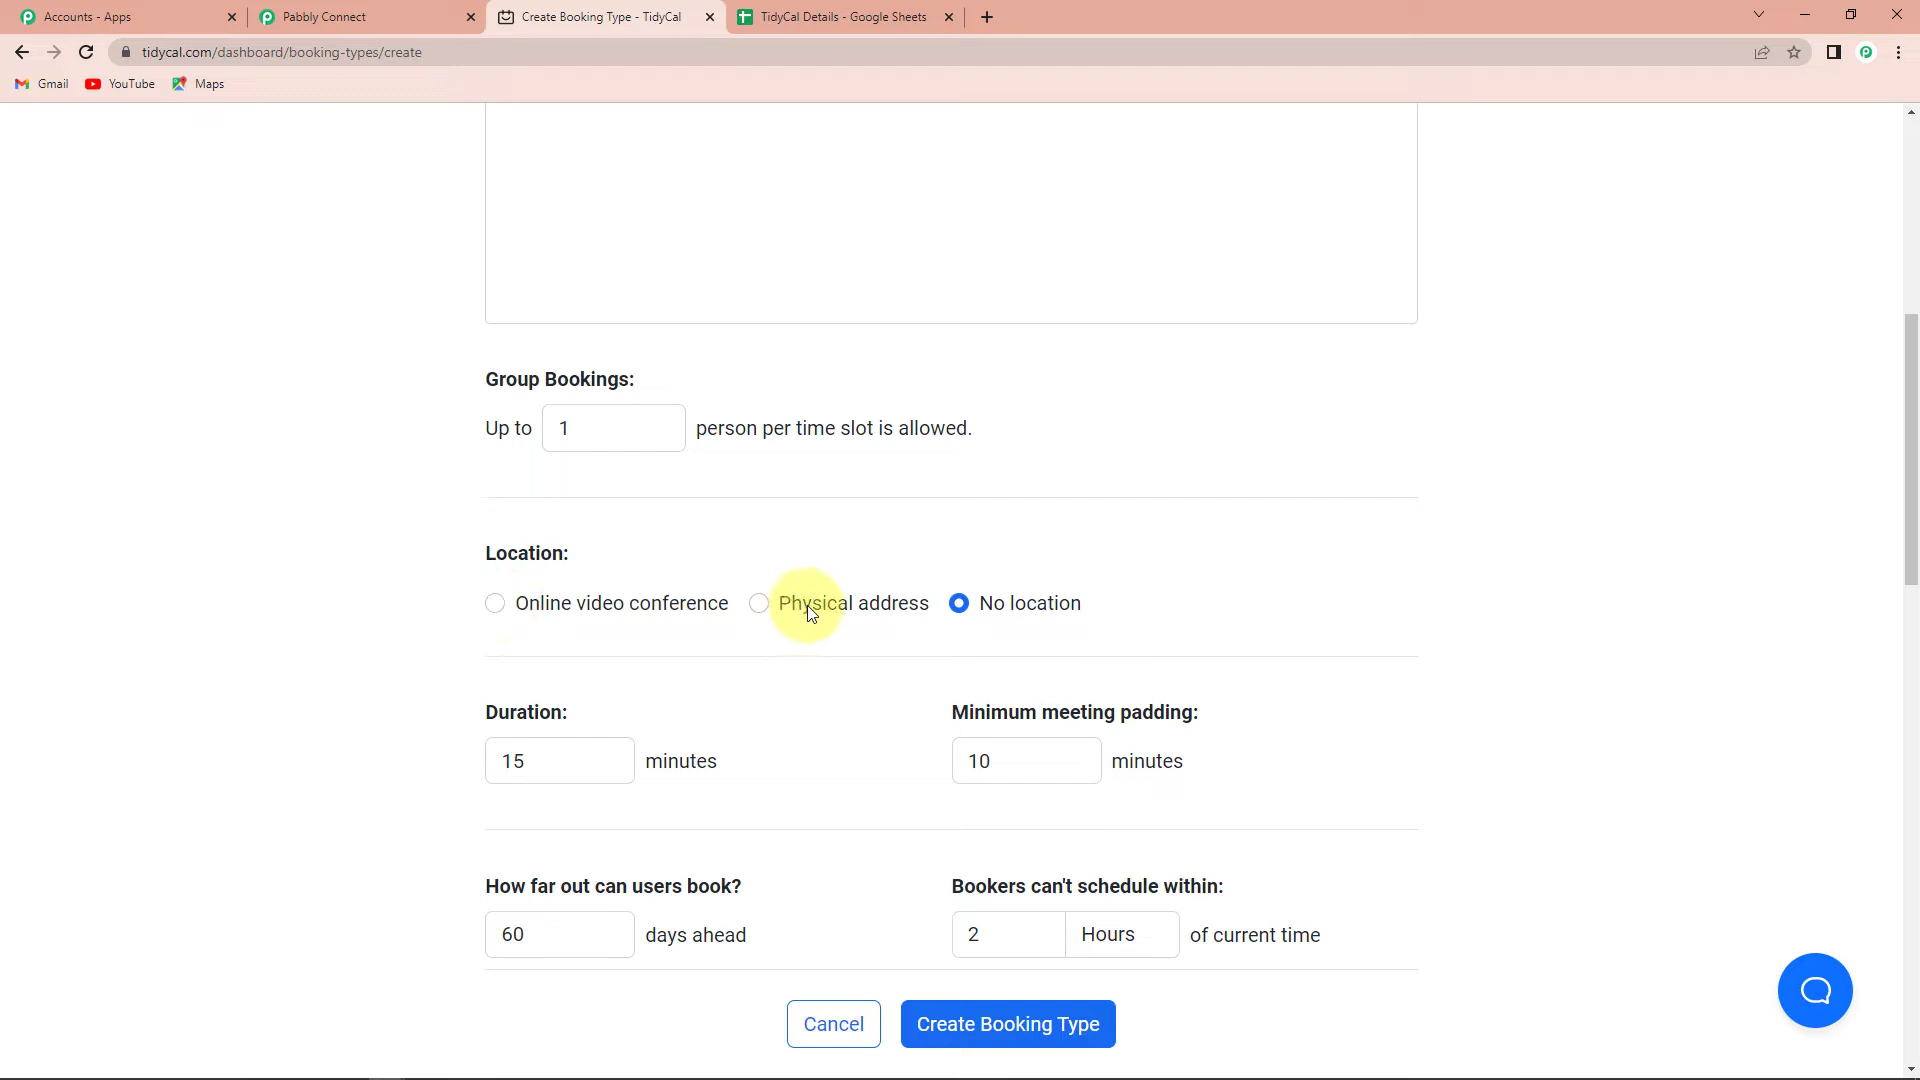 Accounts - Apps
Pabbly Connect
Create Booking Type - TidyCal
TidyCal Details - Google Sheets
tidycal.com/dashboard/booking-types/create
Gmail
YouTube
Maps
Group Bookings:
Up to 1 person per time slot is allowed.
Location:
Online video conference Physical address No location
Duration: Minimum meeting padding:
15 minutes 10 minutes
How far out can users book? Bookers can't schedule within:
60 days ahead 2 Hours of current time
Cancel Create Booking Type